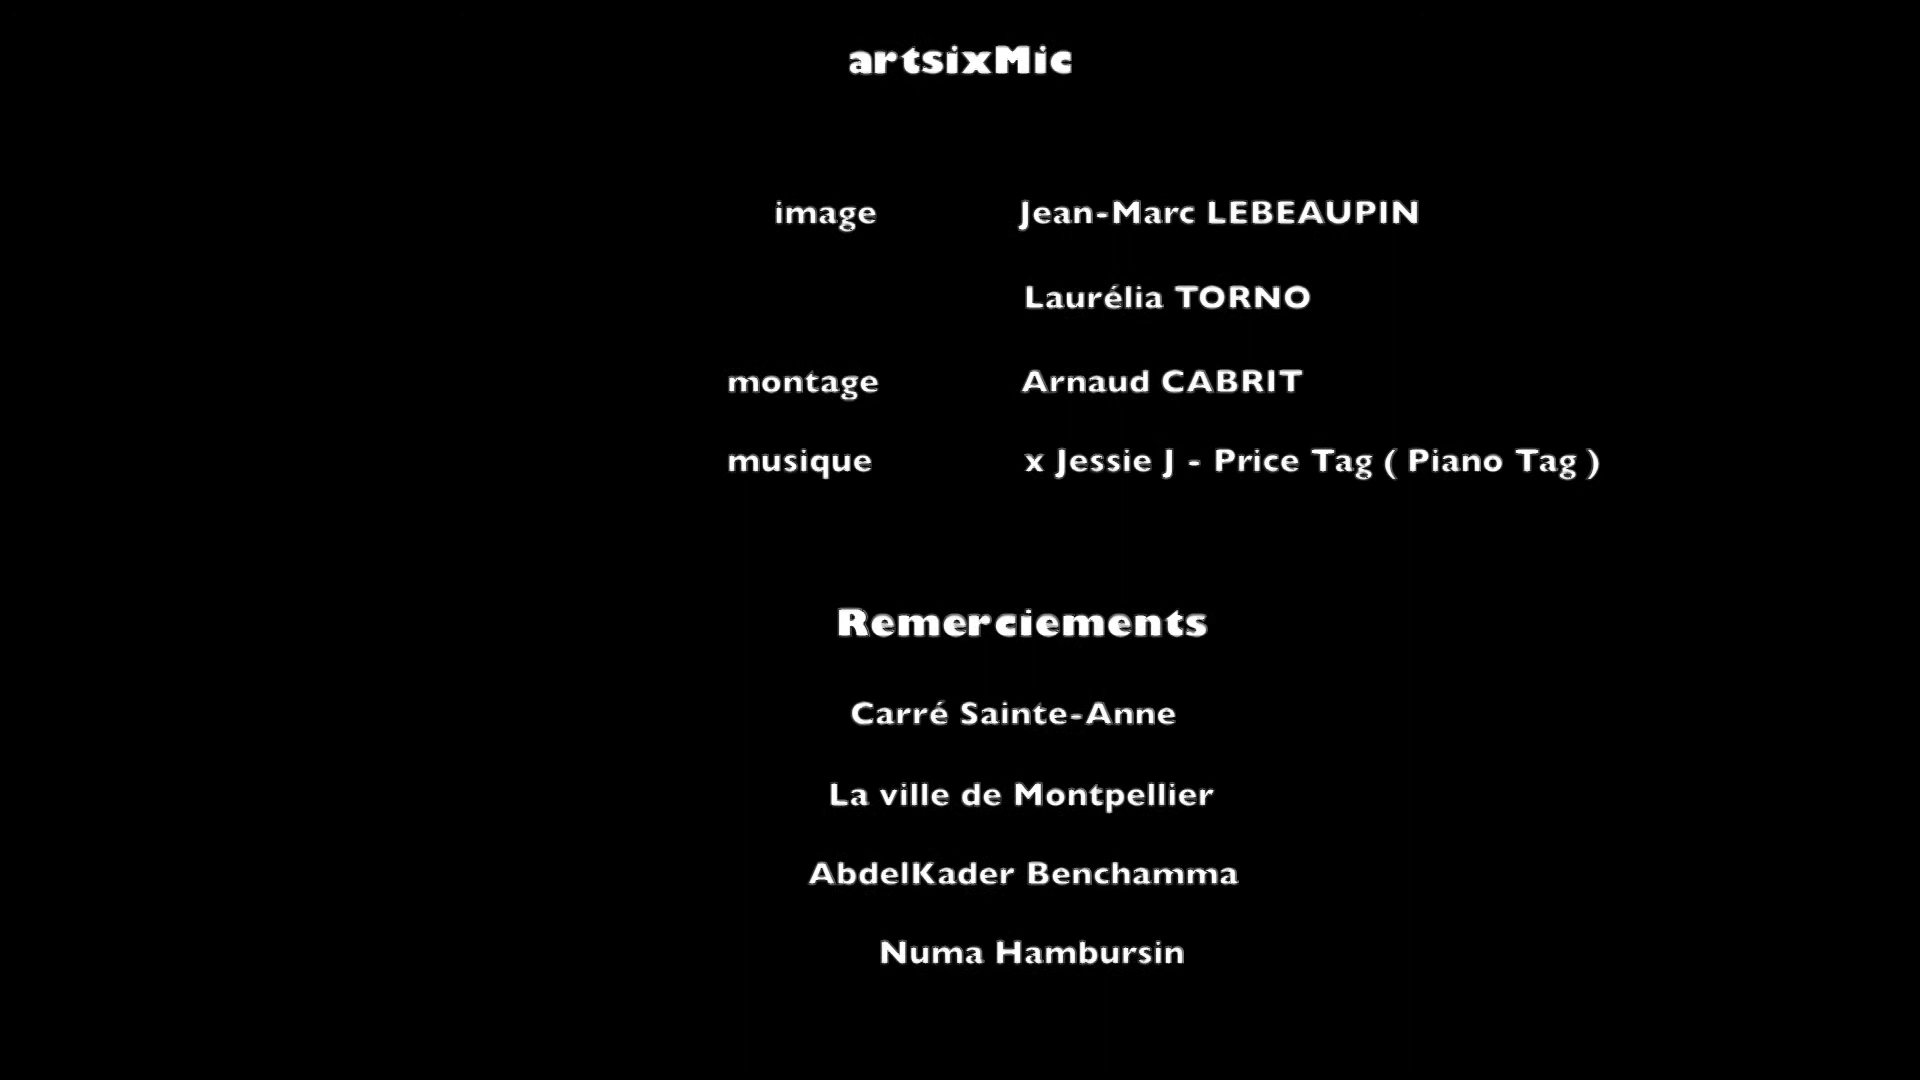 artsixMic
image Jean-Marc LEBEAUPIN
Laurélia TORNO
montage Arnaud CABRIT
musique x Jessie J - Price Tag ( Piano Tag )
Remerciements
Carré Sainte-Anne
La ville de Montpellier
AbdelKader Benchamma
Numa Hambursin